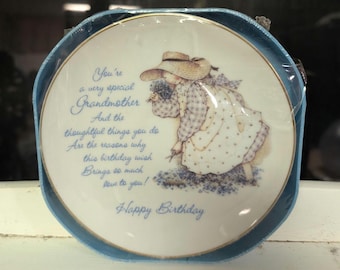 You're
a very special
Grandmother
And the
thoughtful things you do
Are the reasons why
this birthday wish
Brings so much
love to you!
Happy Birthday